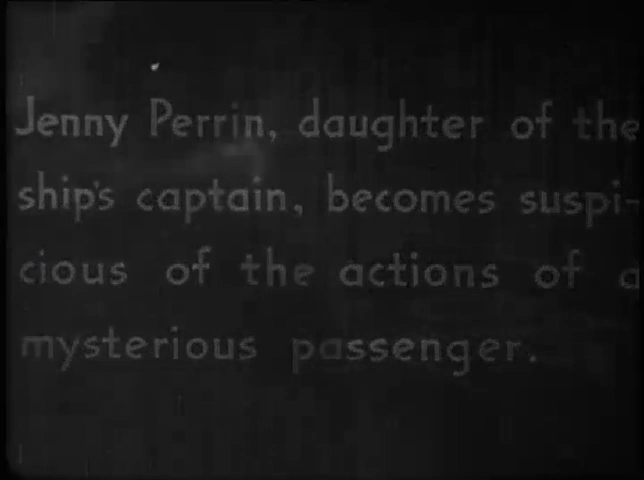 Jenny Perrin, daughter of the
ship's captain, becomes suspi-
cious of the actions of a
mysterious passenger.